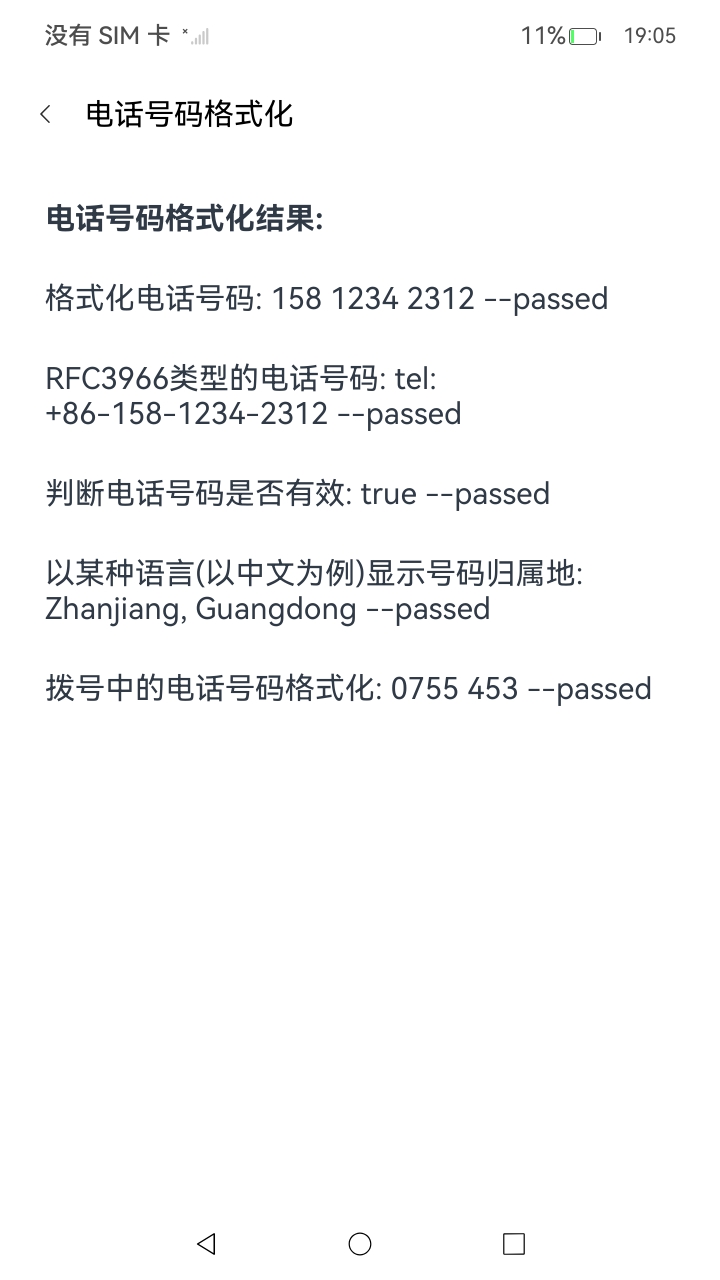 没有 SIM 卡
11%
19:05
电话号码格式化
电话号码格式化结果:
格式化电话号码: 158 1234 2312 --passed
RFC3966类型的电话号码: tel:
+86-158-1234-2312 --passed
判断电话号码是否有效: true --passed
以某种语言(以中文为例)显示号码归属地:
Zhanjiang, Guangdong --passed
拨号中的电话号码格式化: 0755 453 --passed